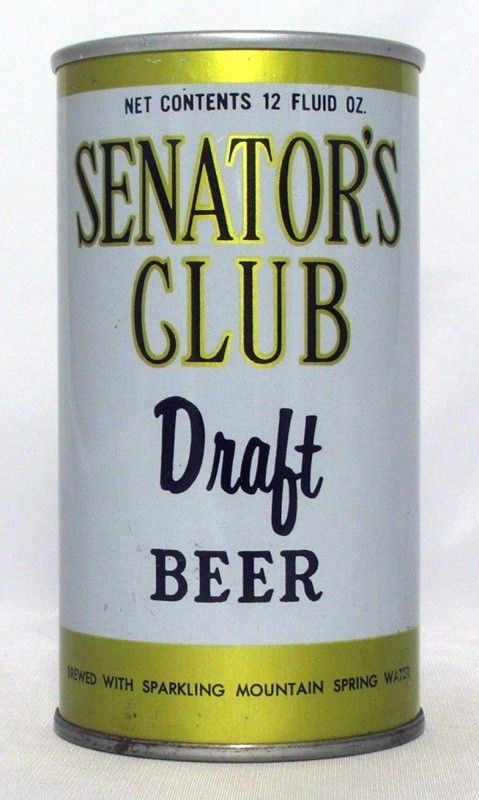 NET CONTENTS 12 FLUID OZ.
SENATOR'S
CLUB
Draft
BEER
BREWED WITH SPARKLING MOUNTAIN SPRING WATER